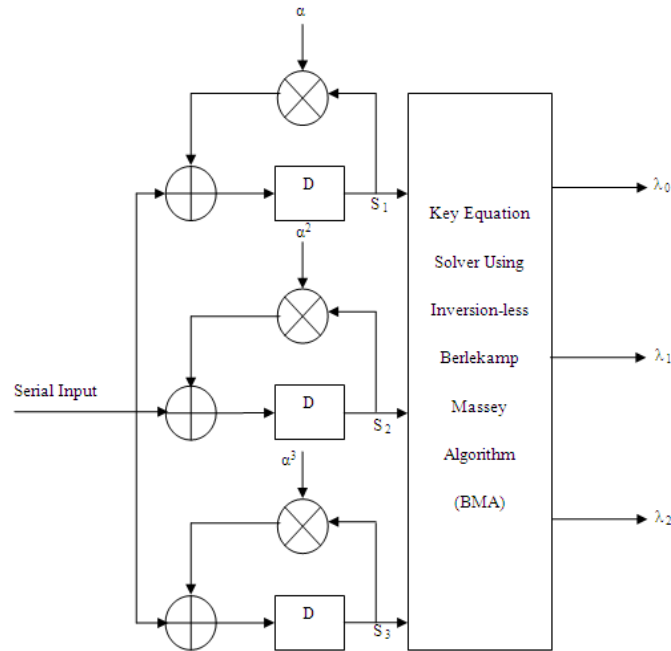 α
D
S1
α2
D
S2
Serial Input
α3
D
S3
Key Equation
Solver Using
Inversion-less
Berlekamp
Massey
Algorithm
(BMA)
λ0
λ1
λ2